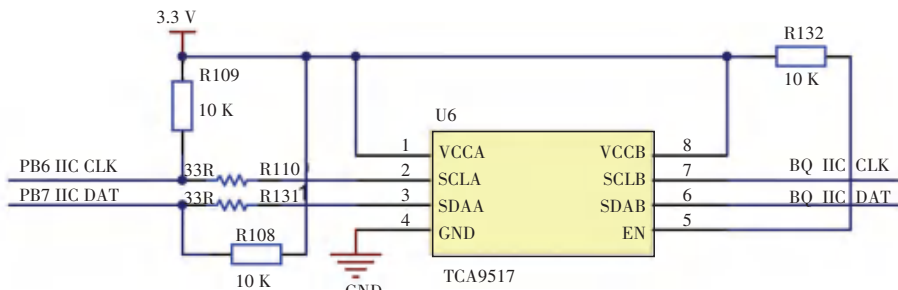 3.3 V
R132
10 K
R109
10 K
U6
1 VCCA VCCB 8
PB6 IIC CLK 33R R110 2 SCLA SCLB 7 BQ IIC CLK
PB7 IIC DAT 33R R131 3 SDAA SDAB 6 BQ IIC DAT
4 GND EN 5
R108
10 K
GND
TCA9517